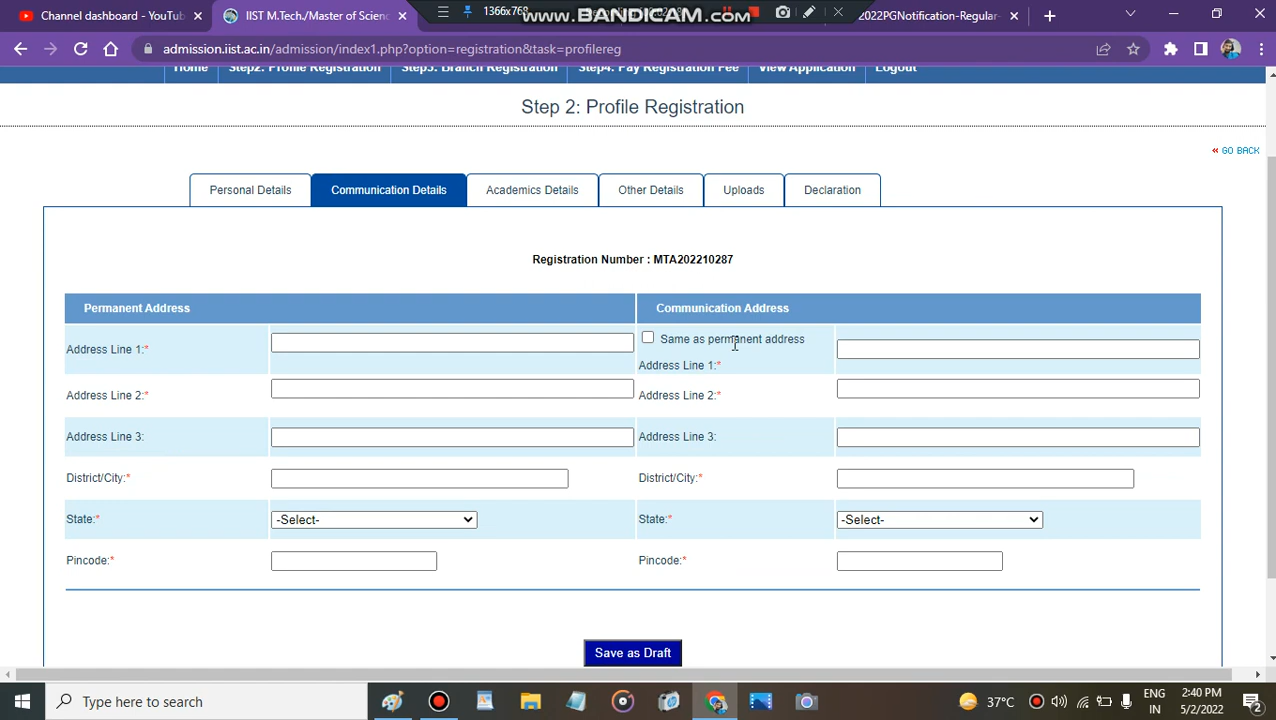 Channel dashboard - YouTub
IIST M.Tech./Master of Scienc
1366x768
www.BANDICAM.com
2022PGNotification-Regular-
admission.iist.ac.in/admission/index1.php?option=registration&task=profilereg
Home
Step2: Profile Registration
Step3: Branch Registration
Step4: Pay Registration Fee
View Application
Logout
Step 2: Profile Registration
« GO BACK
Personal Details
Communication Details
Academics Details
Other Details
Uploads
Declaration
Registration Number : MTA202210287
Permanent Address
Communication Address
Address Line 1:*
Same as permanent address
Address Line 1:*
Address Line 2:*
Address Line 2:*
Address Line 3:
Address Line 3:
District/City:*
District/City:*
State:*
-Select-
State:*
-Select-
Pincode:*
Pincode:*
Save as Draft
Type here to search
37°C
ENG
IN
2:40 PM
5/2/2022
2